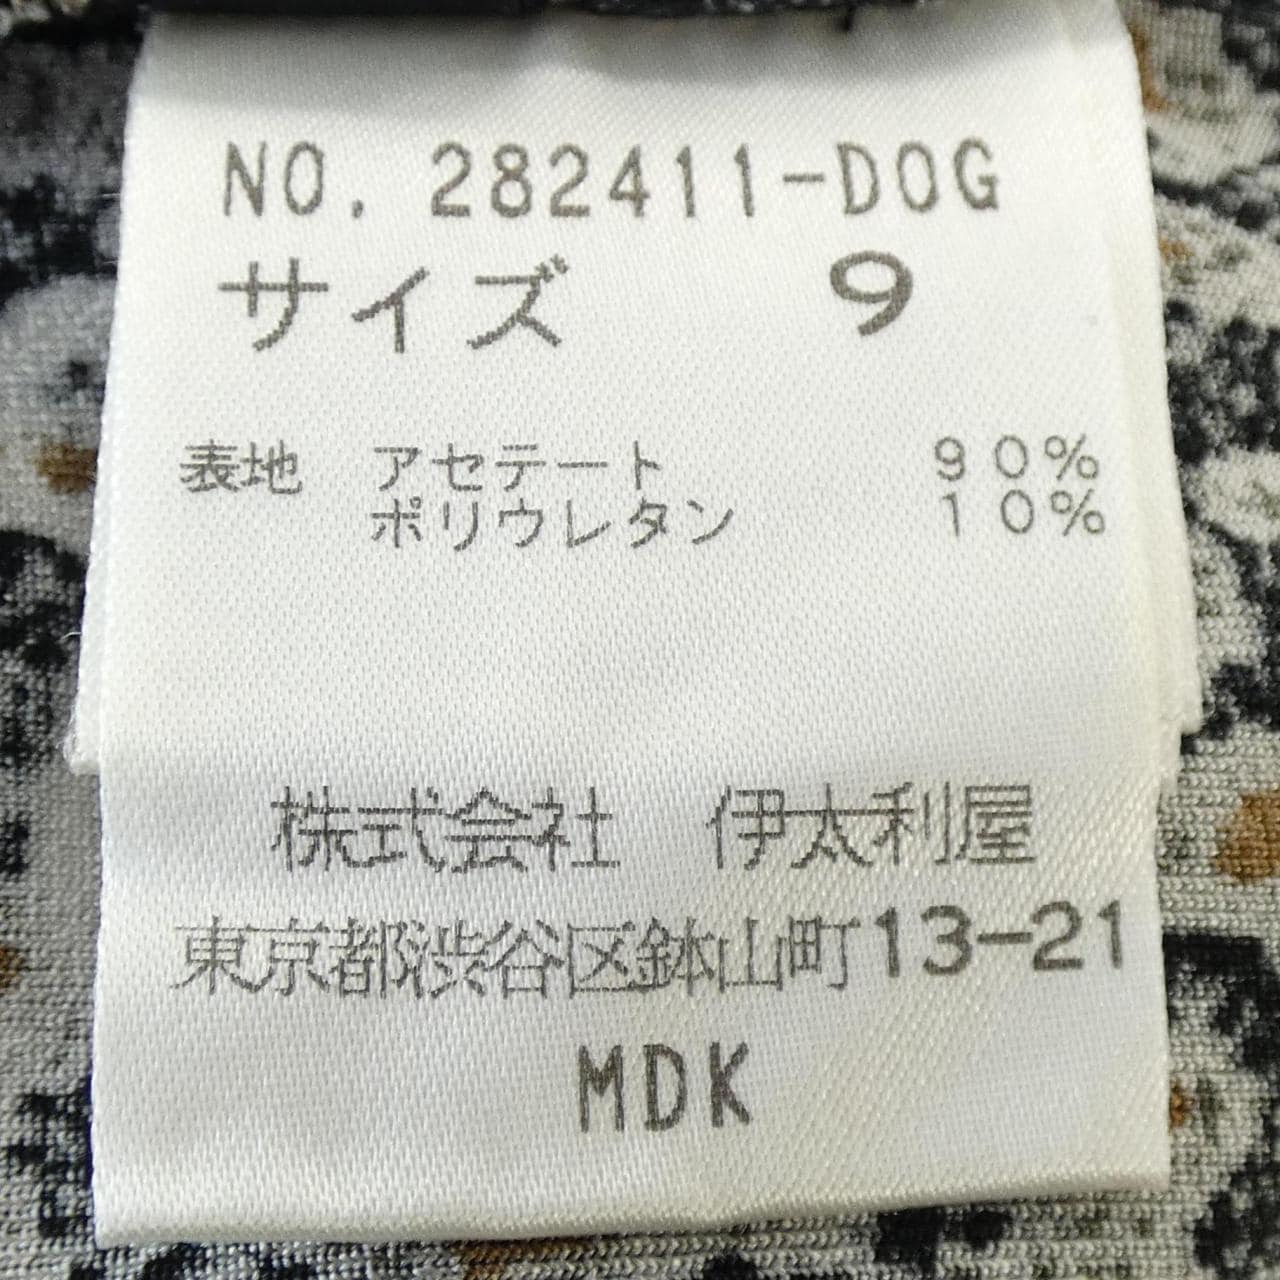 NO. 282411-DOG
サイズ 9
表地 アセテート 90%
ポリウレタン 10%
株式会社 伊太利屋
東京都渋谷区鉢山町13-21
MDK